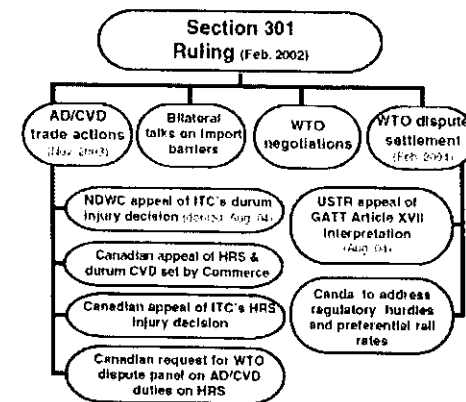 Section 301
Ruling (Feb. 2002)
AD/CVD
trade actions
(Nov. 2003)
Bilateral
talks on import
barriers
WTO
negotiations
WTO dispute
settlement
(Feb. 2004)
NDWC appeal of ITC's durum
injury decision Aug. 04)
Canadian appeal of HRS &
durum CVD set by Commerce
Canadian appeal of ITC's HRS
injury decision
Canadian request for WTO
dispute panel on AD/CVD
duties on HRS
USTR appeal of
GATT Article XVII
Interpretation
(Aug. 04)
Canda to address
regulatory hurdles
and preferential rail
rates